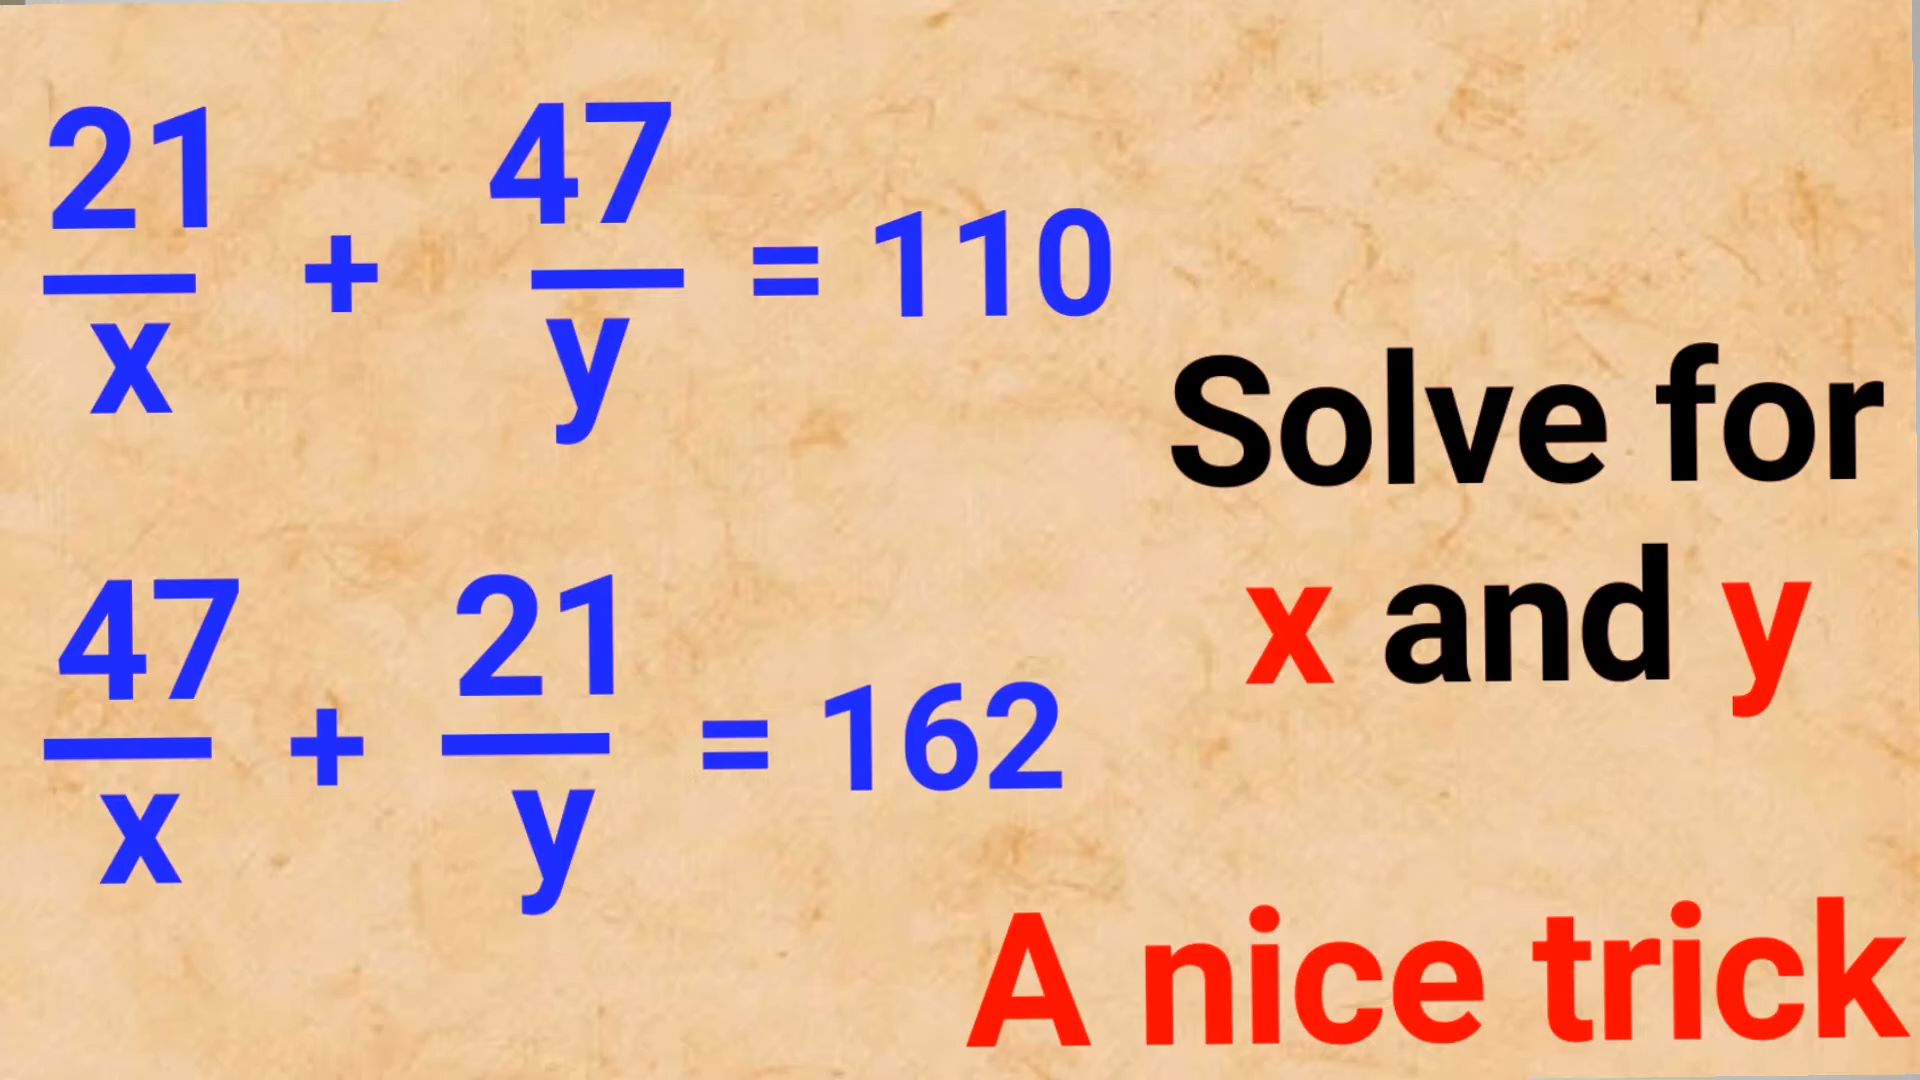 21/x + 47/y = 110
Solve for
x and y
47/x + 21/y = 162
A nice trick